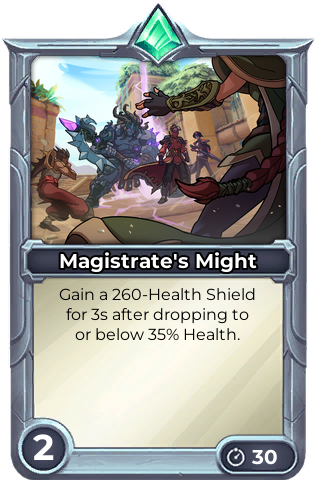 Magistrate's Might
Gain a 260-Health Shield
for 3s after dropping to
or below 35% Health.
2
30